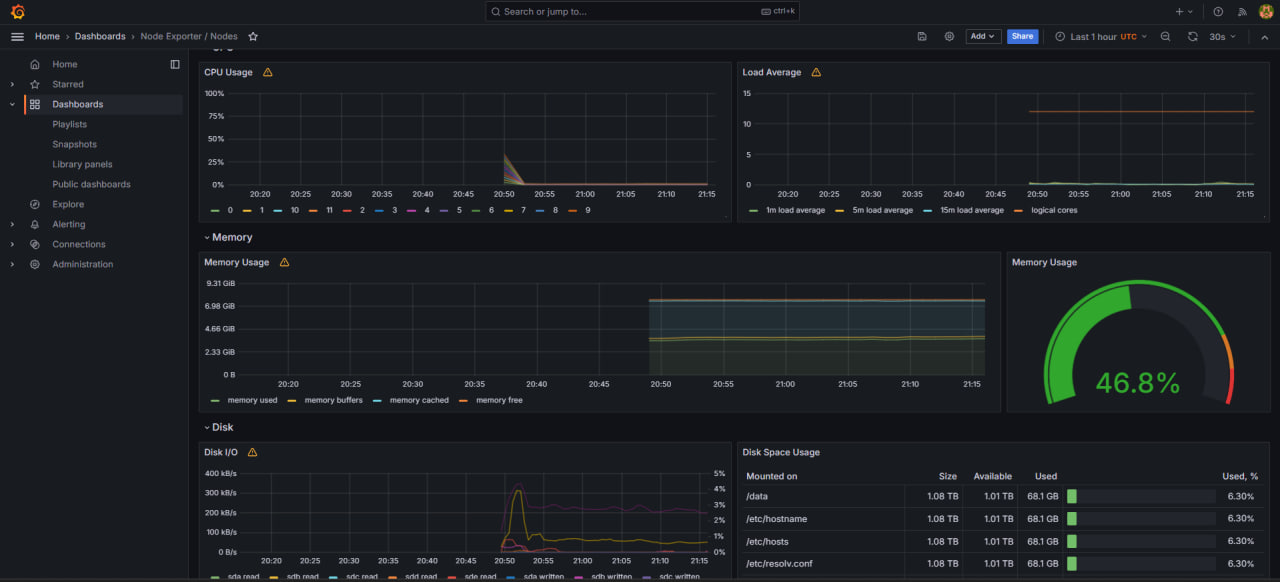 Search or jump to...
ctrl+k
Home › Dashboards › Node Exporter / Nodes
Add
Share
Last 1 hour UTC
30s
Home
Starred
Dashboards
Playlists
Snapshots
Library panels
Public dashboards
Explore
Alerting
Connections
Administration
CPU Usage
100%
75%
50%
25%
0%
20:20 20:25 20:30 20:35 20:40 20:45 20:50 20:55 21:00 21:05 21:10 21:15
0 1 10 11 2 3 4 5 6 7 8 9
Load Average
15
10
5
0
20:20 20:25 20:30 20:35 20:40 20:45 20:50 20:55 21:00 21:05 21:10 21:15
1m load average 5m load average 15m load average logical cores
Memory
Memory Usage
9.31 GiB
6.98 GiB
4.66 GiB
2.33 GiB
0 B
20:20 20:25 20:30 20:35 20:40 20:45 20:50 20:55 21:00 21:05 21:10 21:15
memory used memory buffers memory cached memory free
Memory Usage
46.8%
Disk
Disk I/O
400 kB/s
300 kB/s
200 kB/s
100 kB/s
0 B/s
5%
4%
3%
2%
1%
0%
20:20 20:25 20:30 20:35 20:40 20:45 20:50 20:55 21:00 21:05 21:10 21:15
sda read sdb read sdc read sdd read sde read sda written sdb written sdc written
Disk Space Usage
Mounted on Size Available Used Used, %
/data 1.08 TB 1.01 TB 68.1 GB 6.30%
/etc/hostname 1.08 TB 1.01 TB 68.1 GB 6.30%
/etc/hosts 1.08 TB 1.01 TB 68.1 GB 6.30%
/etc/resolv.conf 1.08 TB 1.01 TB 68.1 GB 6.30%